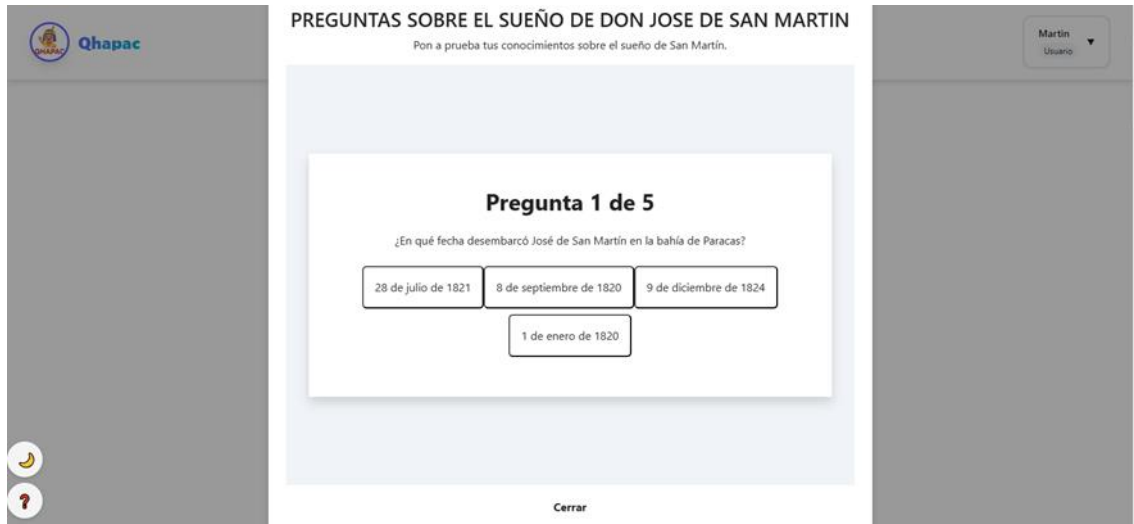 PREGUNTAS SOBRE EL SUEÑO DE DON JOSE DE SAN MARTIN
Pon a prueba tus conocimientos sobre el sueño de San Martín.
QHAPAC
Qhapac
Martin
Usuario
Pregunta 1 de 5
¿En qué fecha desembarcó José de San Martín en la bahía de Paracas?
28 de julio de 1821
8 de septiembre de 1820
9 de diciembre de 1824
1 de enero de 1820
Cerrar